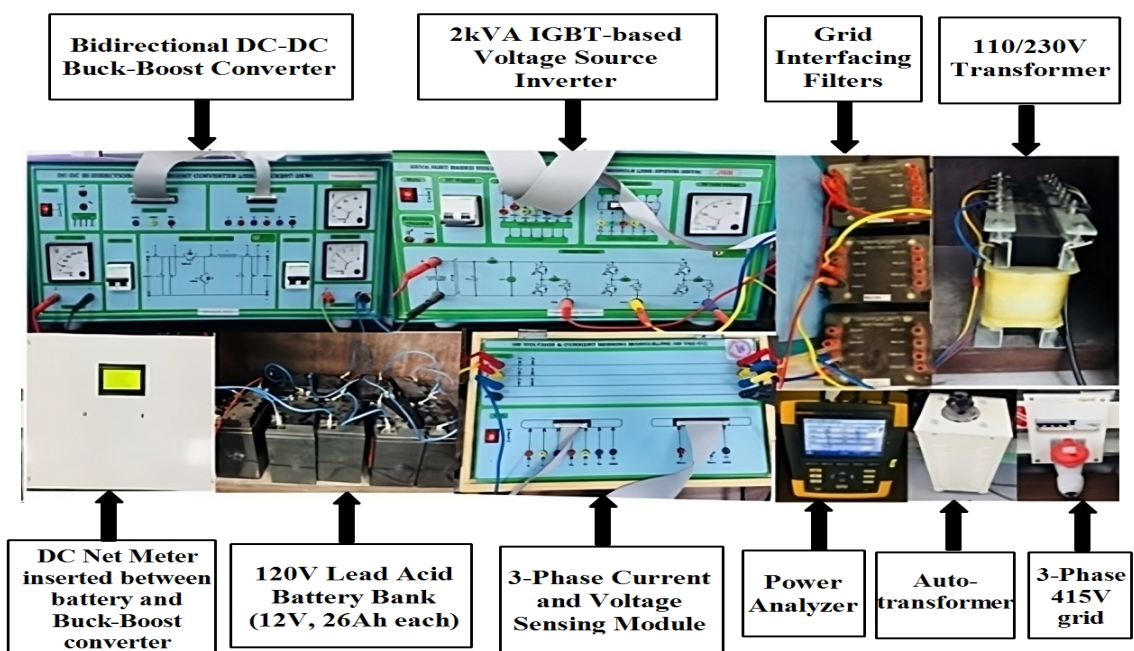 Bidirectional DC-DC
Buck-Boost Converter
2kVA IGBT-based
Voltage Source
Inverter
Grid
Interfacing
Filters
110/230V
Transformer
DC Net Meter
inserted between
battery and
Buck-Boost
converter
120V Lead Acid
Battery Bank
(12V, 26Ah each)
3-Phase Current
and Voltage
Sensing Module
Power
Analyzer
Auto-
transformer
3-Phase
415V
grid